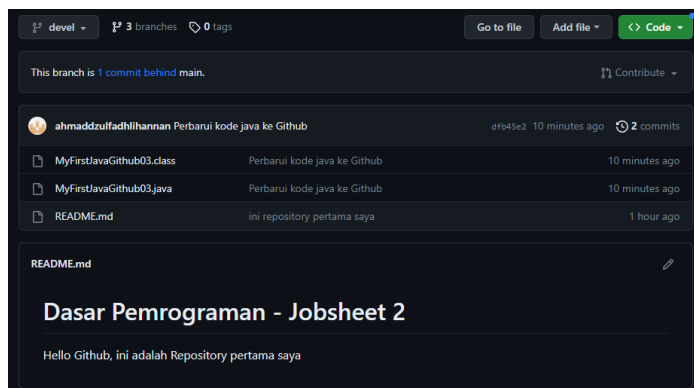 devel 3 branches 0 tags Go to file Add file Code
This branch is 1 commit behind main. Contribute
ahmaddzulfadhlihannan Perbarui kode java ke Github dfb45e2 10 minutes ago 2 commits
MyFirstJavaGithub03.class Perbarui kode java ke Github 10 minutes ago
MyFirstJavaGithub03.java Perbarui kode java ke Github 10 minutes ago
README.md ini repository pertama saya 1 hour ago
README.md
Dasar Pemrograman - Jobsheet 2
Hello Github, ini adalah Repository pertama saya